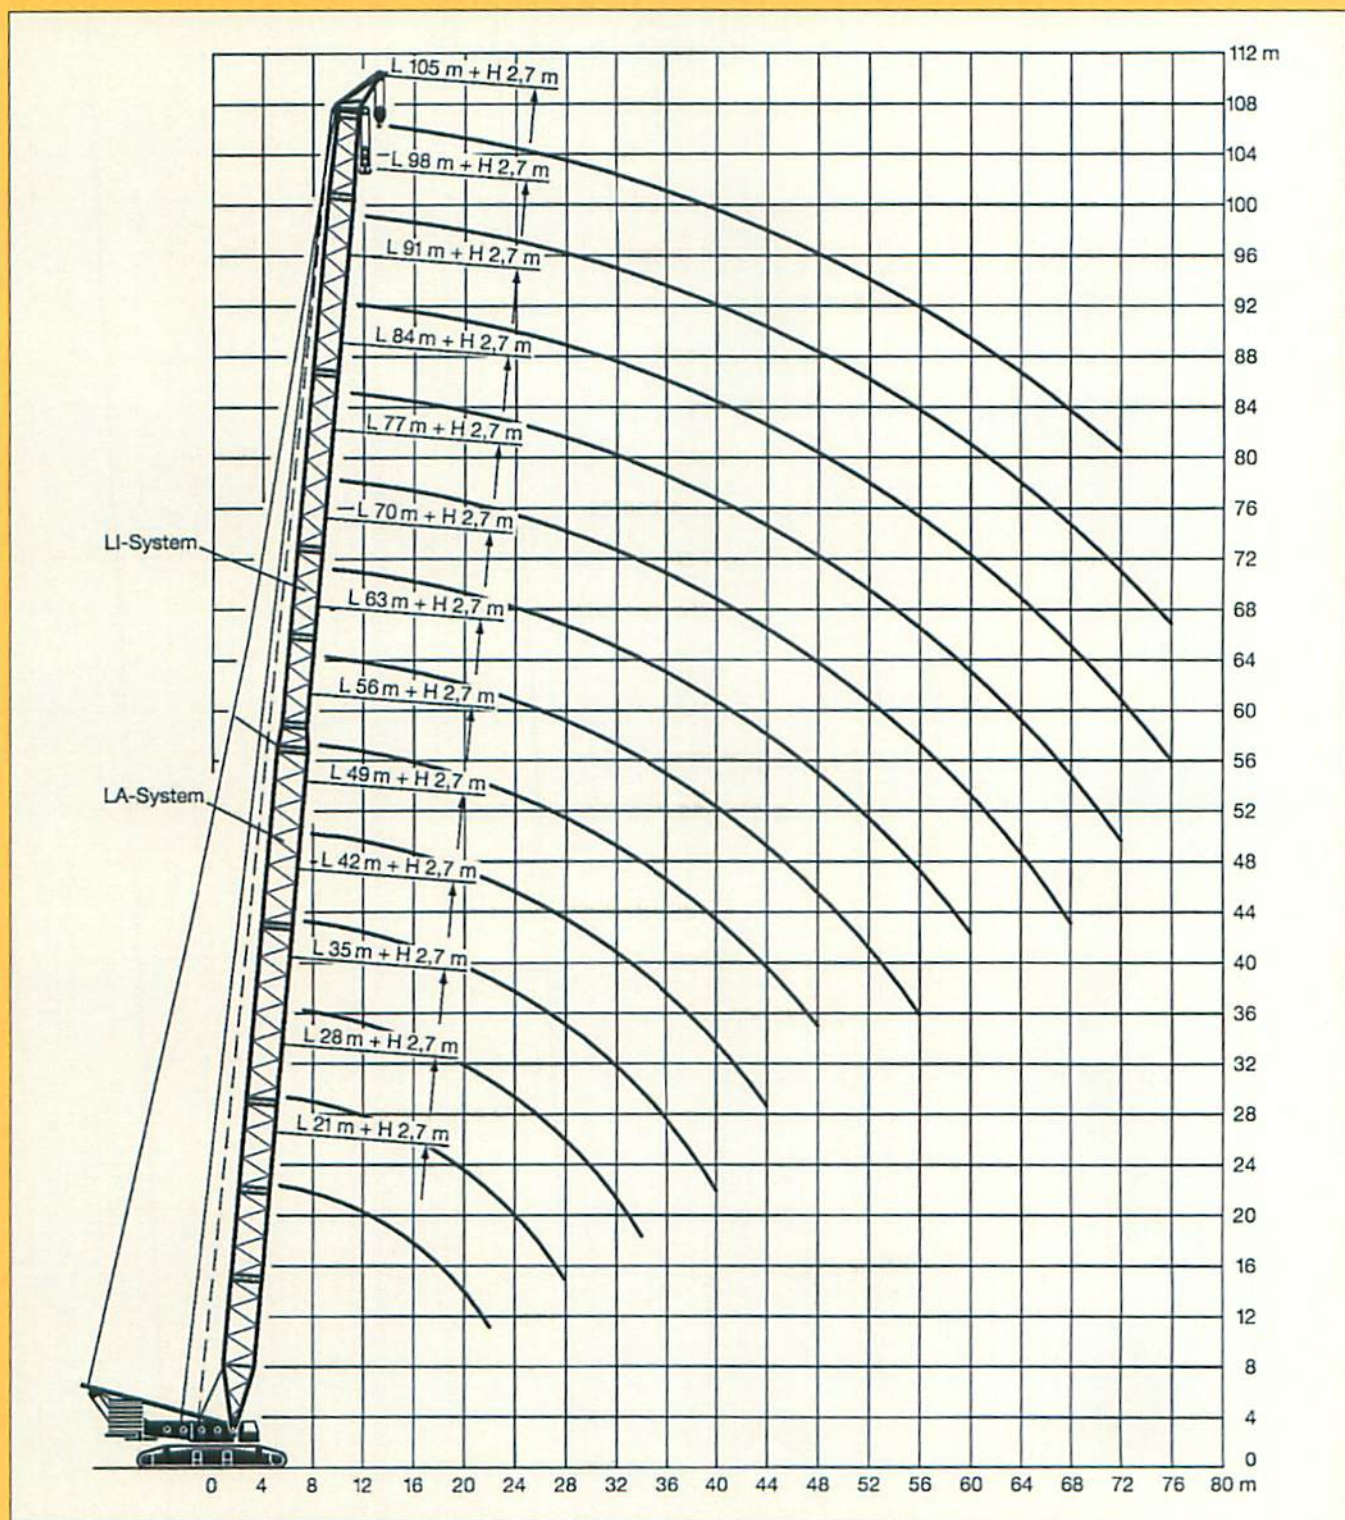 112 m
L 105 m + H 2,7 m
108
L 98 m + H 2,7 m
104
100
L 91 m + H 2,7 m
96
92
L 84 m + H 2,7 m
88
84
L 77 m + H 2,7 m
80
76
L 70 m + H 2,7 m
LI-System
72
L 63 m + H 2,7 m
68
64
L 56 m + H 2,7 m
60
56
L 49 m + H 2,7 m
LA-System
52
L 42 m + H 2,7 m
48
44
L 35 m + H 2,7 m
40
36
L 28 m + H 2,7 m
32
28
L 21 m + H 2,7 m
24
20
16
12
8
4
0
0 4 8 12 16 20 24 28 32 36 40 44 48 52 56 60 64 68 72 76 80 m